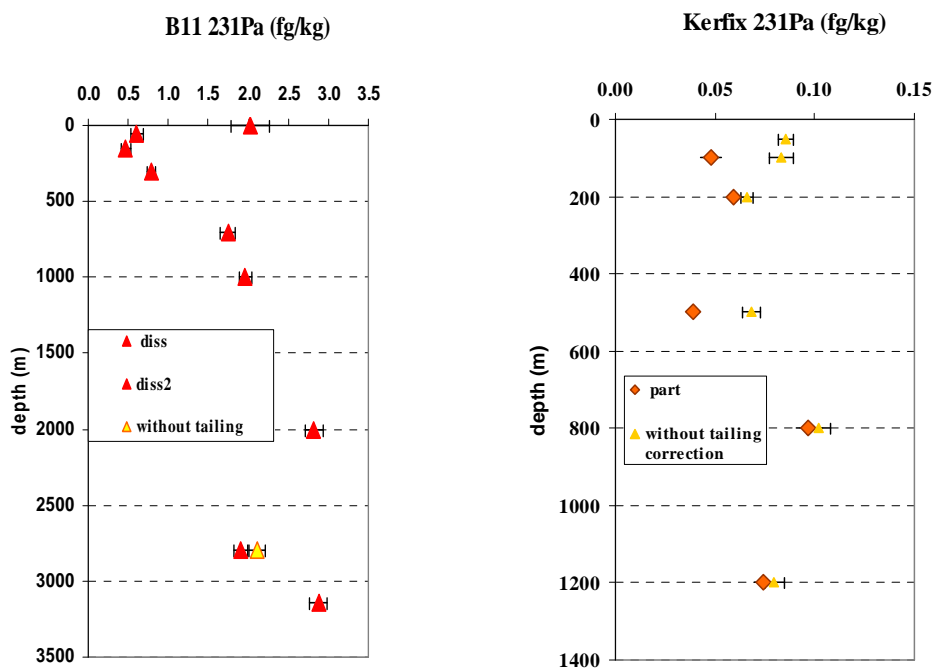 B11 231Pa (fg/kg)
0.0 0.5 1.0 1.5 2.0 2.5 3.0 3.5
0
500
1000
1500
2000
2500
3000
3500
depth (m)
diss
diss2
without tailing
Kerfix 231Pa (fg/kg)
0.00 0.05 0.10 0.15
0
200
400
600
800
1000
1200
1400
depth (m)
part
without tailing
correction